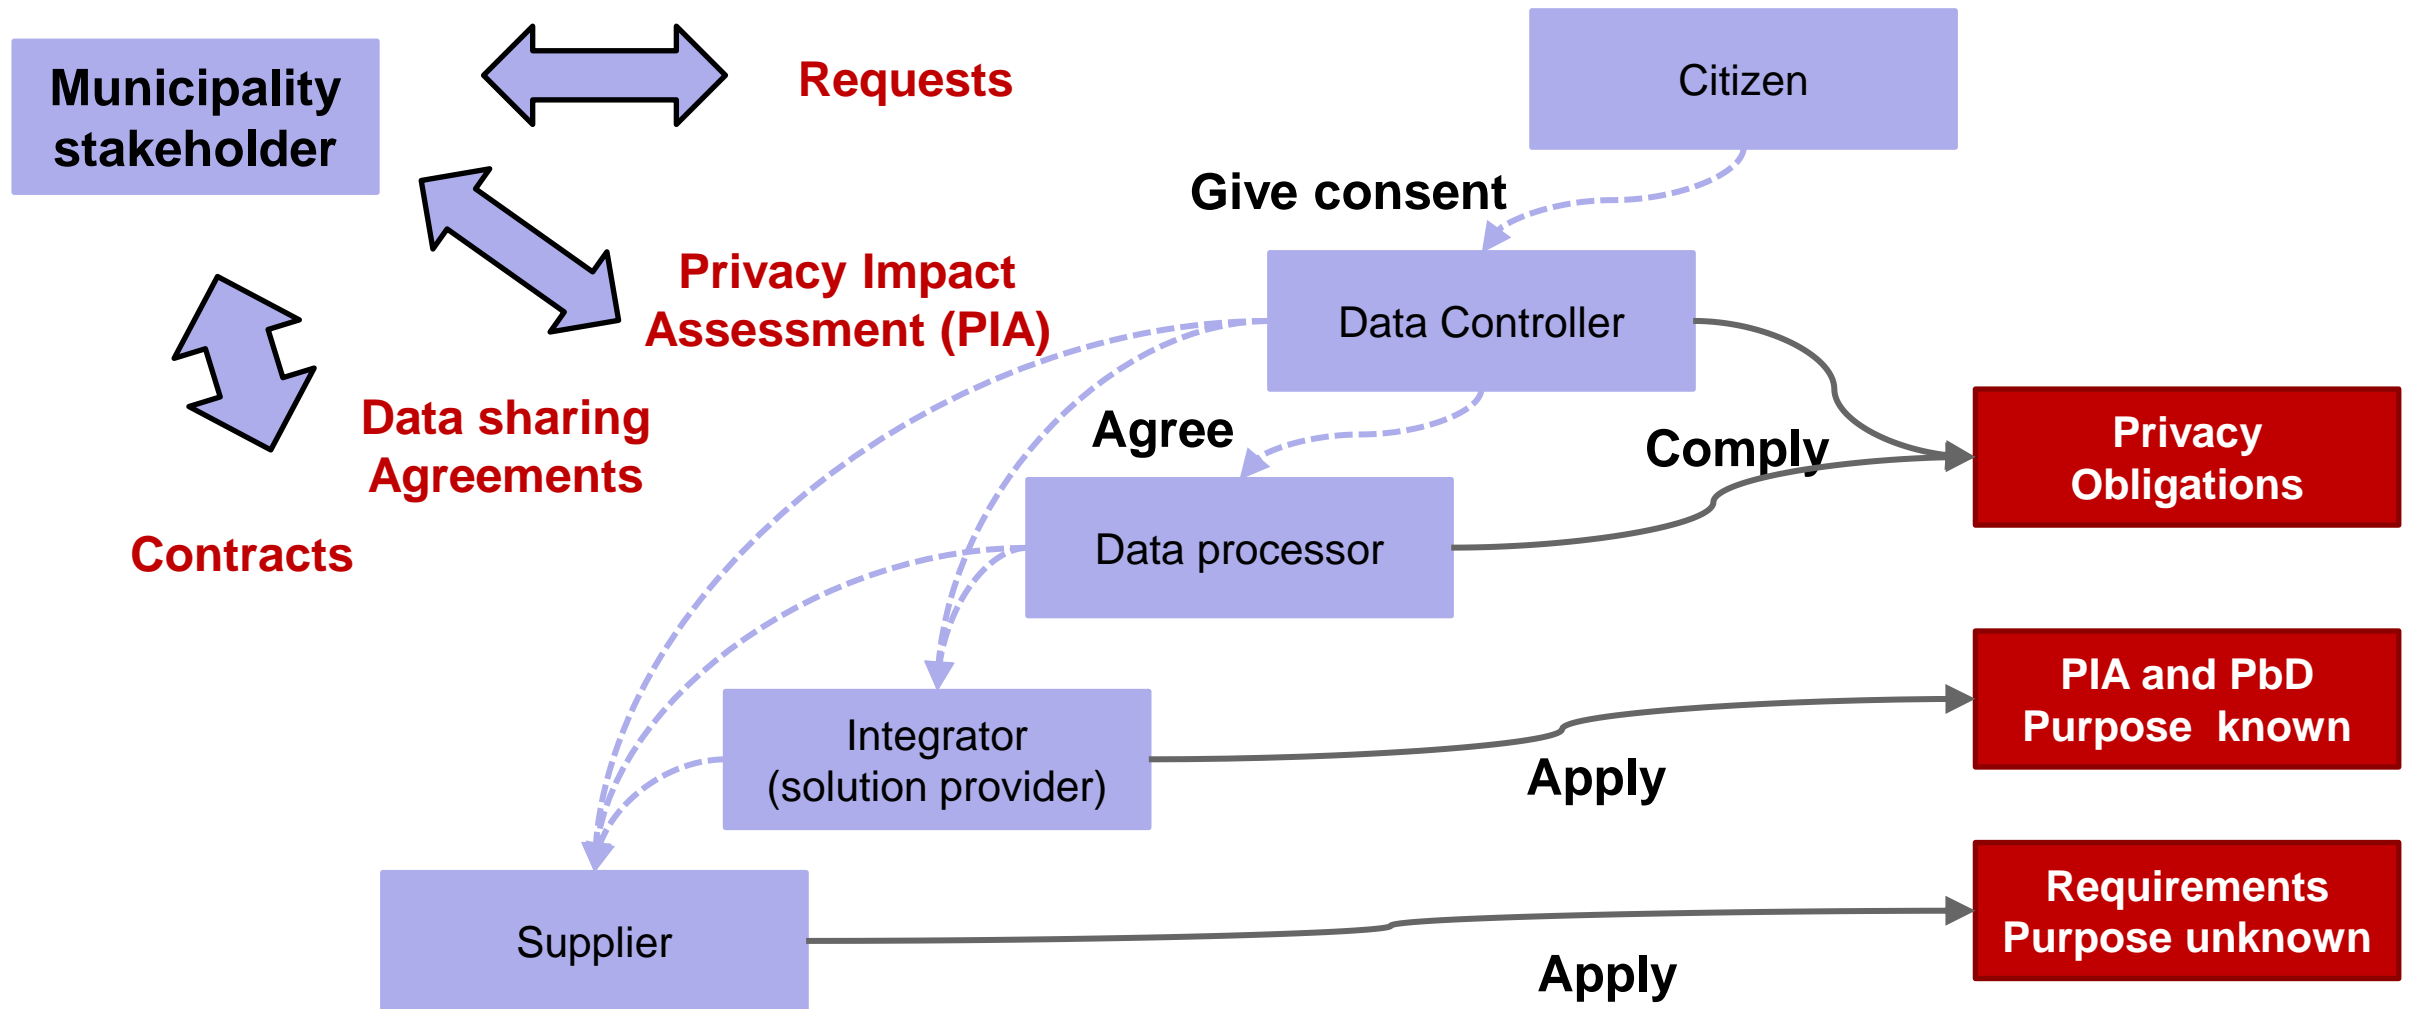 Municipality
stakeholder
Requests
Citizen
Give consent
Privacy Impact
Assessment (PIA)
Data Controller
Data sharing
Agreements
Agree
Comply
Privacy
Obligations
Contracts
Data processor
PIA and PbD
Purpose known
Integrator
(solution provider)
Apply
Requirements
Purpose unknown
Supplier
Apply